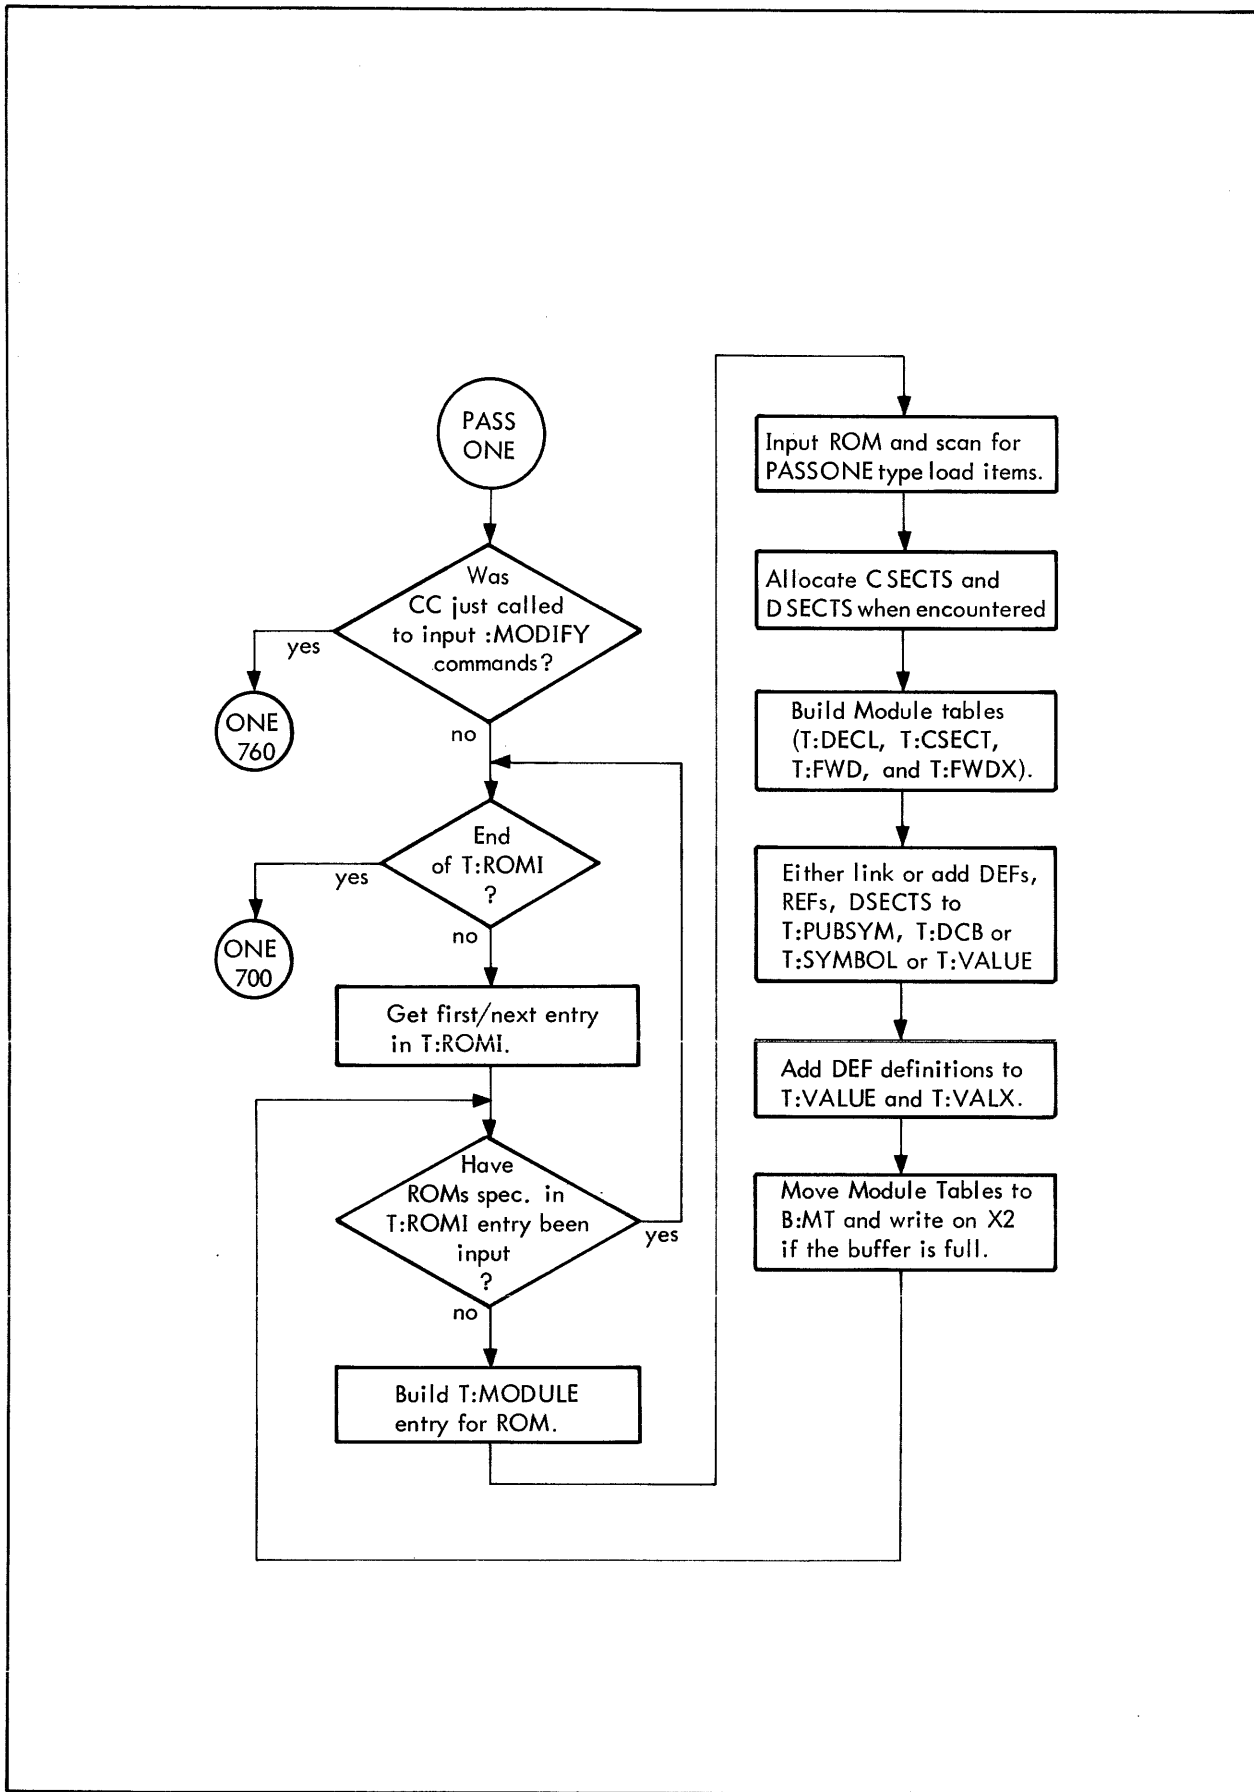 PASS
ONE
Was
CC just called
to input :MODIFY
commands?
yes
ONE
760
no
End
of T:ROMI
?
yes
ONE
700
no
Get first/next entry
in T:ROMI.
Have
ROMs spec. in
T:ROMI entry been
input
?
yes
no
Build T:MODULE
entry for ROM.
Input ROM and scan for
PASSONE type load items.
Allocate CSECTS and
DSECTS when encountered
Build Module tables
(T:DECL, T:CSECT,
T:FWD, and T:FWDX).
Either link or add DEFs,
REFs, DSECTS to
T:PUBSYM, T:DCB or
T:SYMBOL or T:VALUE
Add DEF definitions to
T:VALUE and T:VALX.
Move Module Tables to
B:MT and write on X2
if the buffer is full.